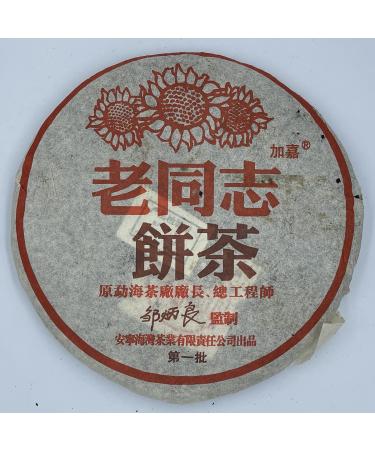 加嘉®
老同志
餅茶
原勐海茶廠廠長、總工程師
邹炳良 監制
安寧海灣茶業有限責任公司出品
第一批